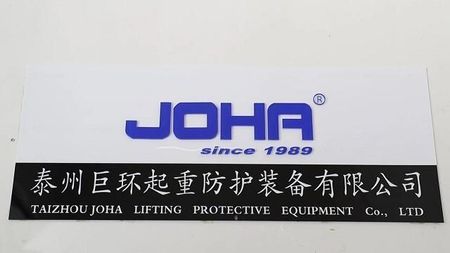 JOHA®
since 1989
泰州巨环起重防护装备有限公司
TAIZHOU JOHA LIFTING PROTECTIVE EQUIPMENT Co., LTD